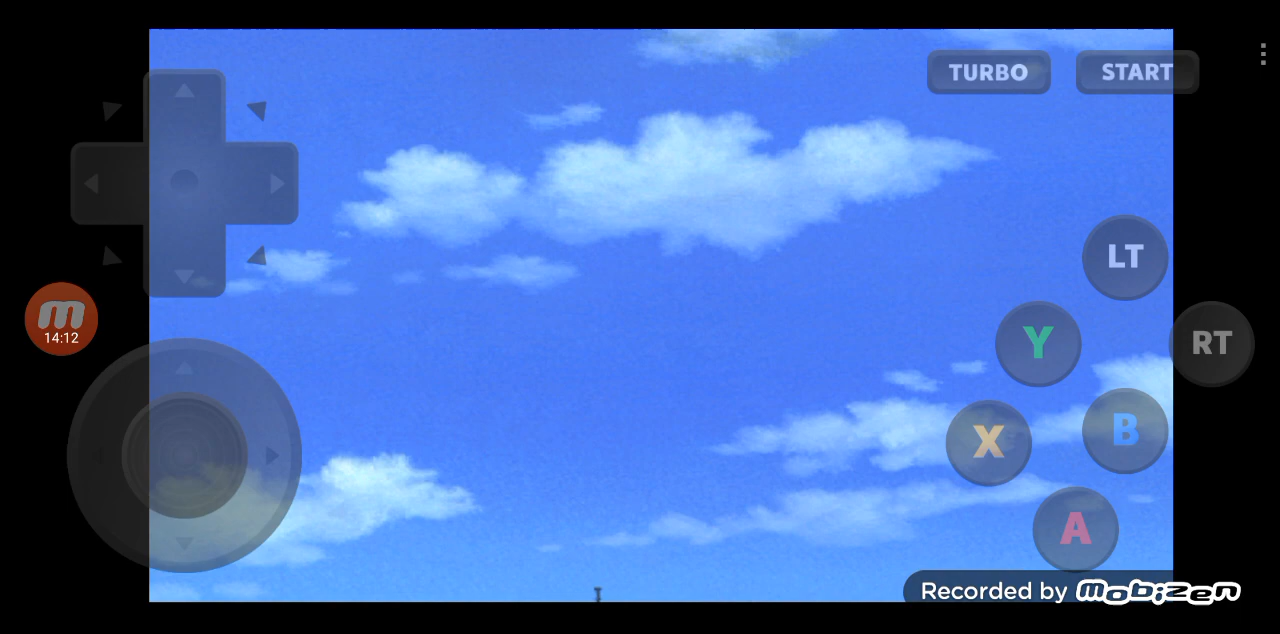 TURBO
START
LT
Y
RT
m
14:12
X
B
A
Recorded by mobizen